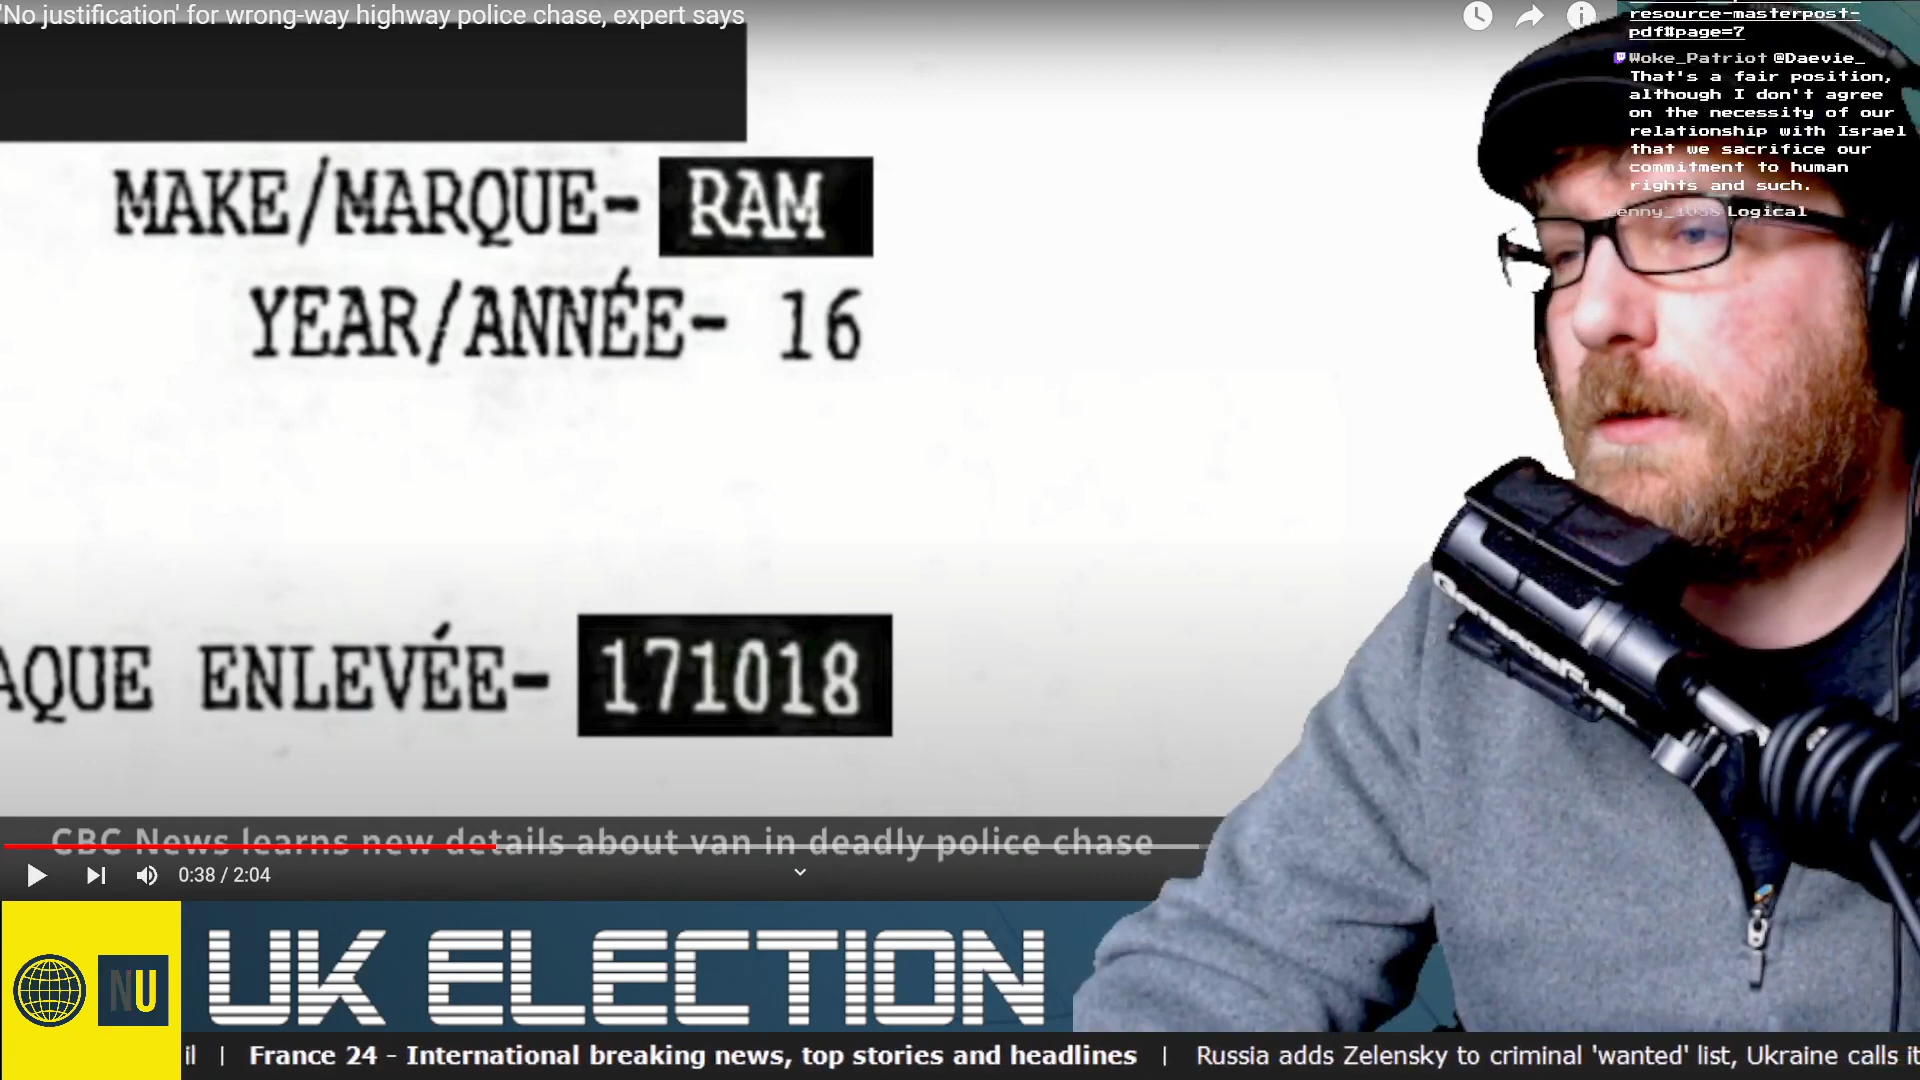 'No justification' for wrong-way highway police chase, expert says
resource-masterpost-
pdf#page=7
Woke_Patriot @Daevie_
That's a fair position,
although I don't agree
on the necessity of our
relationship with Israel
that we sacrifice our
commitment to human
rights and such.
Logical
MAKE/MARQUE- RAM
YEAR/ANNÉE- 16
AQUE ENLEVÉE- 171018
CBC News learns new details about van in deadly police chase
0:38 / 2:04
NU
UK ELECTION
il | France 24 - International breaking news, top stories and headlines | Russia adds Zelensky to criminal 'wanted' list, Ukraine calls it